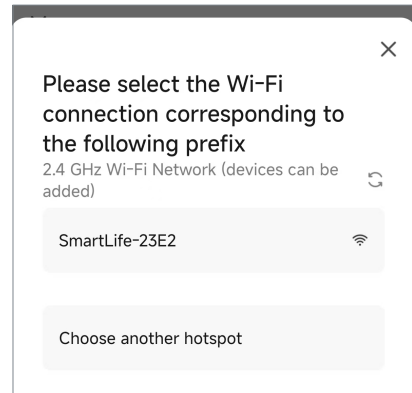 Please select the Wi-Fi
connection corresponding to
the following prefix
2.4 GHz Wi-Fi Network (devices can be
added)
SmartLife-23E2
Choose another hotspot